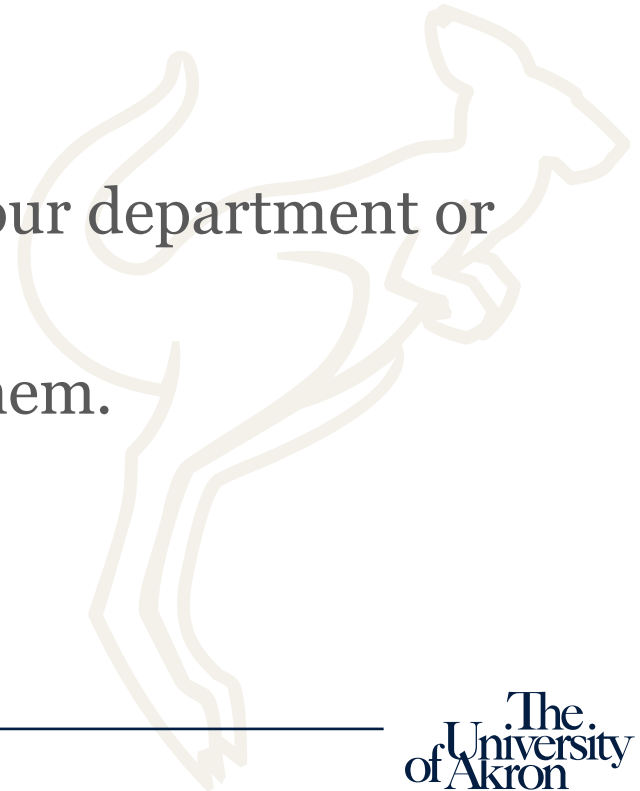 our department or
hem.
The
University
of Akron